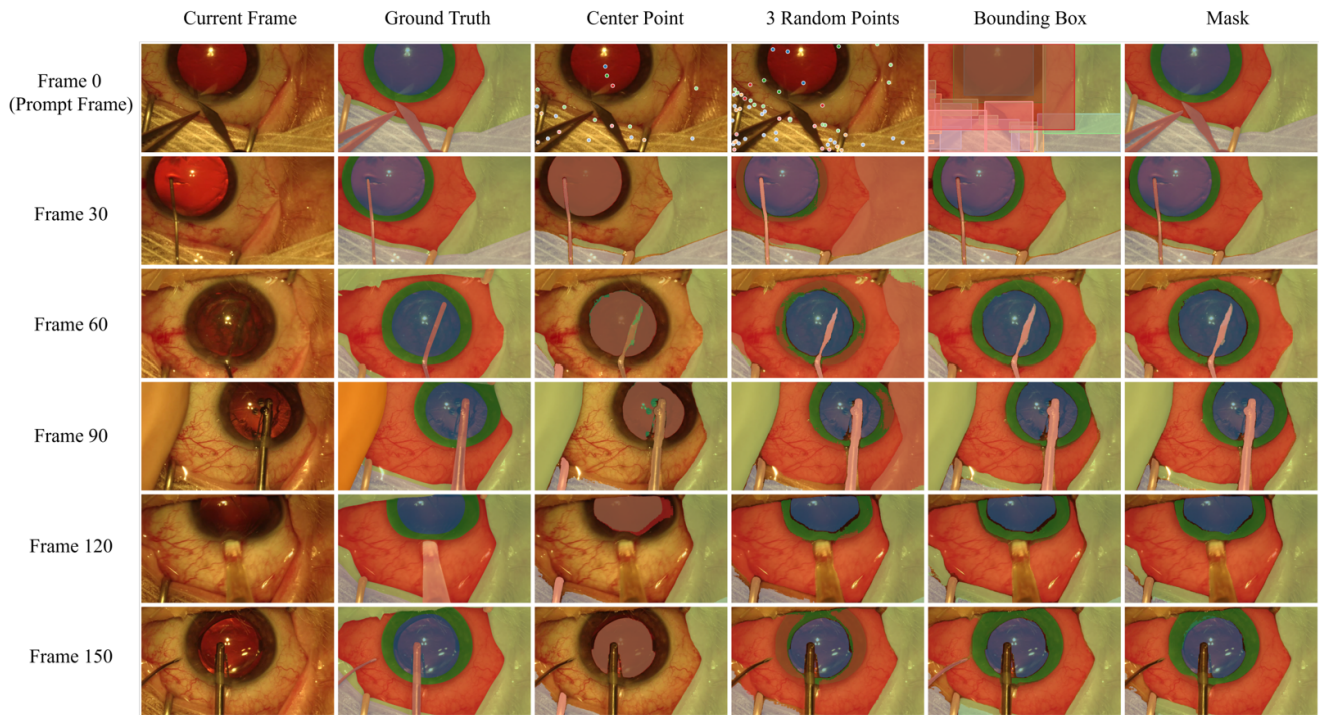 Current Frame
Ground Truth
Center Point
3 Random Points
Bounding Box
Mask
Frame 0
(Prompt Frame)
Frame 30
Frame 60
Frame 90
Frame 120
Frame 150